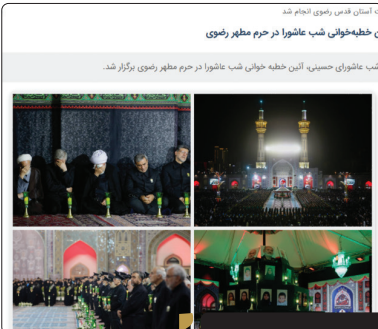 ت آستان قدس رضوی انجام شد
ن خطبه‌خوانی شب عاشورا در حرم مطهر رضوی
شب عاشورای حسینی، آئین خطبه خوانی شب عاشورا در حرم مطهر رضوی برگزار شد.